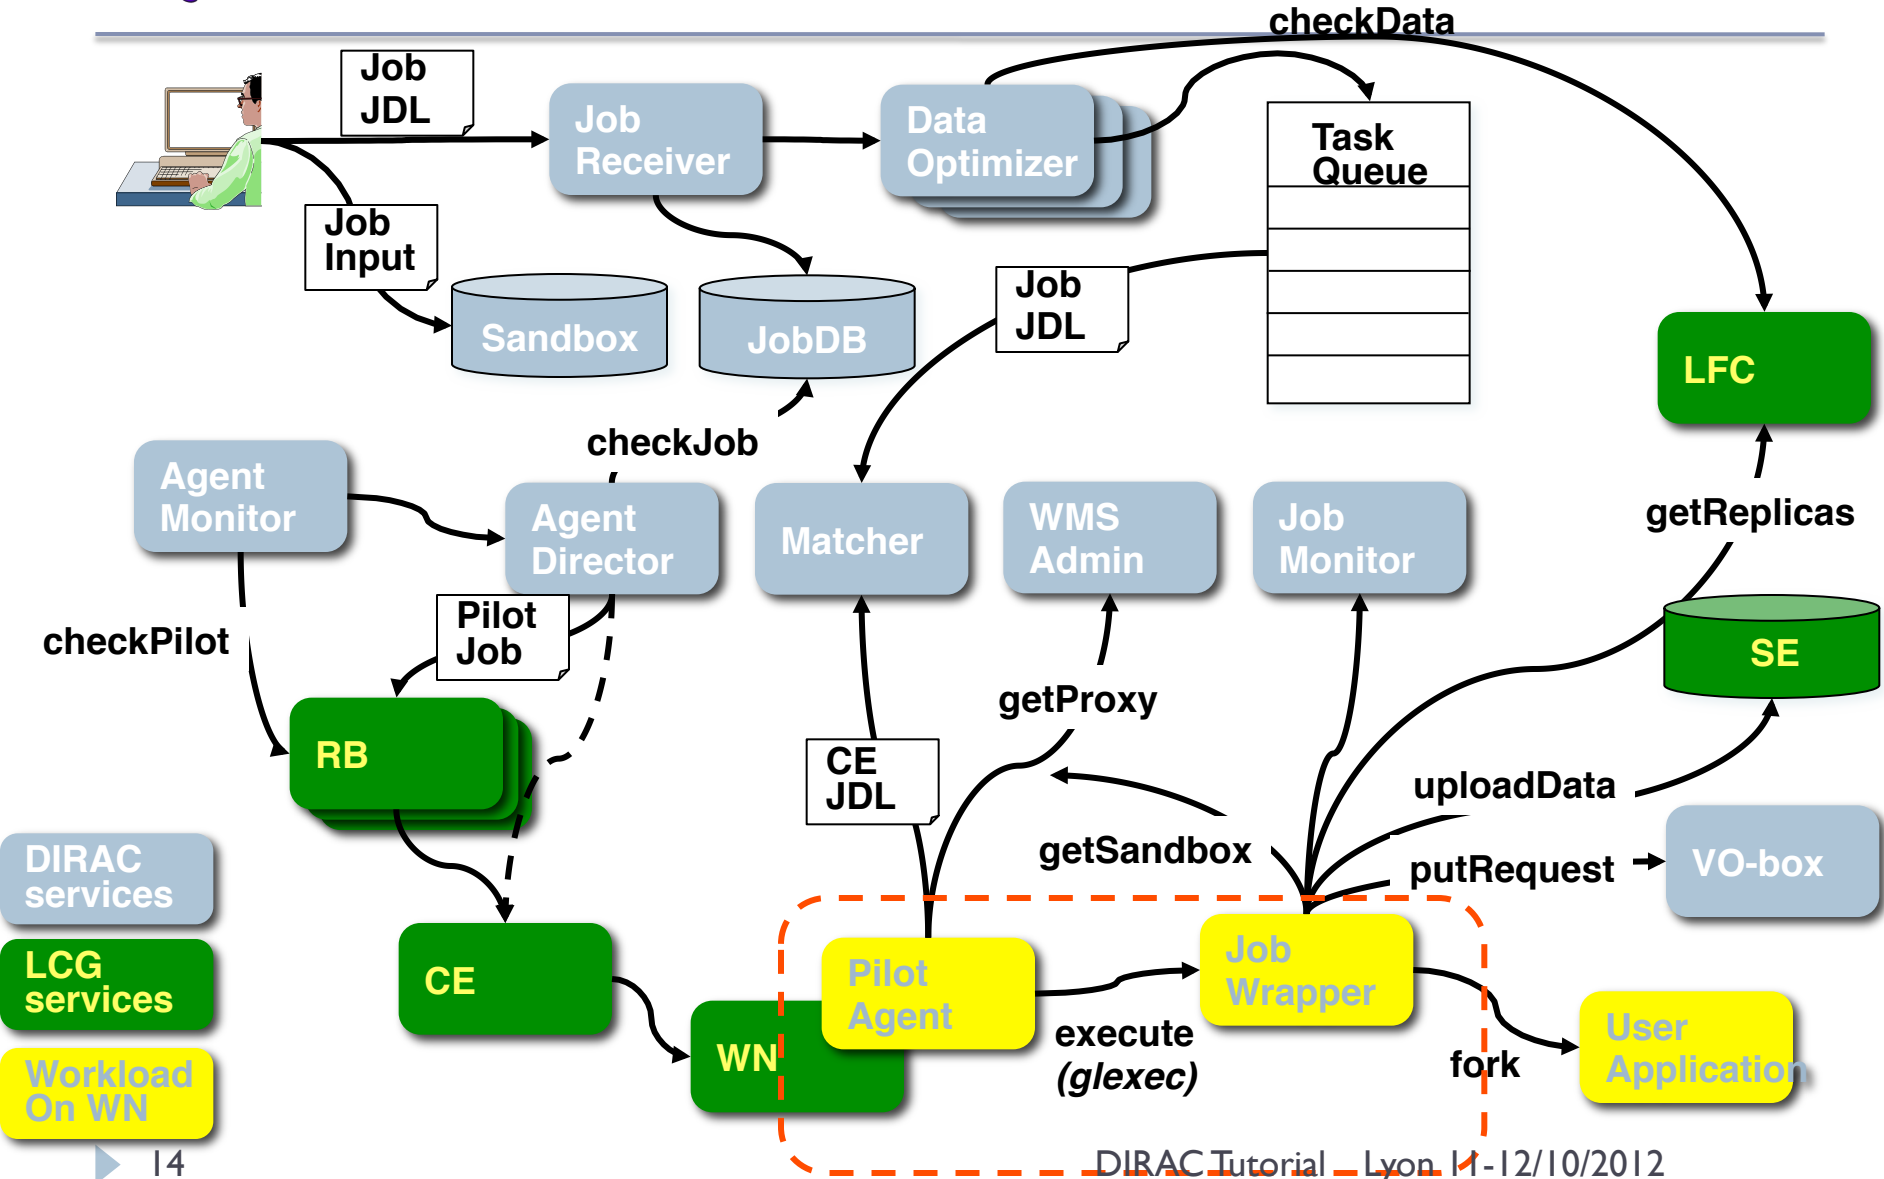 checkData
Job
JDL
Job
Receiver
Data
Optimizer
Task
Queue
Job
Input
Sandbox
JobDB
Job
JDL
LFC
checkJob
Agent
Monitor
Agent
Director
Matcher
WMS
Admin
Job
Monitor
getReplicas
Pilot
Job
checkPilot
SE
getProxy
RB
CE
JDL
uploadData
getSandbox
putRequest
VO-box
DIRAC
services
LCG
services
Workload
On WN
CE
WN
Pilot
Agent
Job
Wrapper
execute
(glexec)
fork
User
Application
14
DIRAC Tutorial Lyon 11-12/10/2012